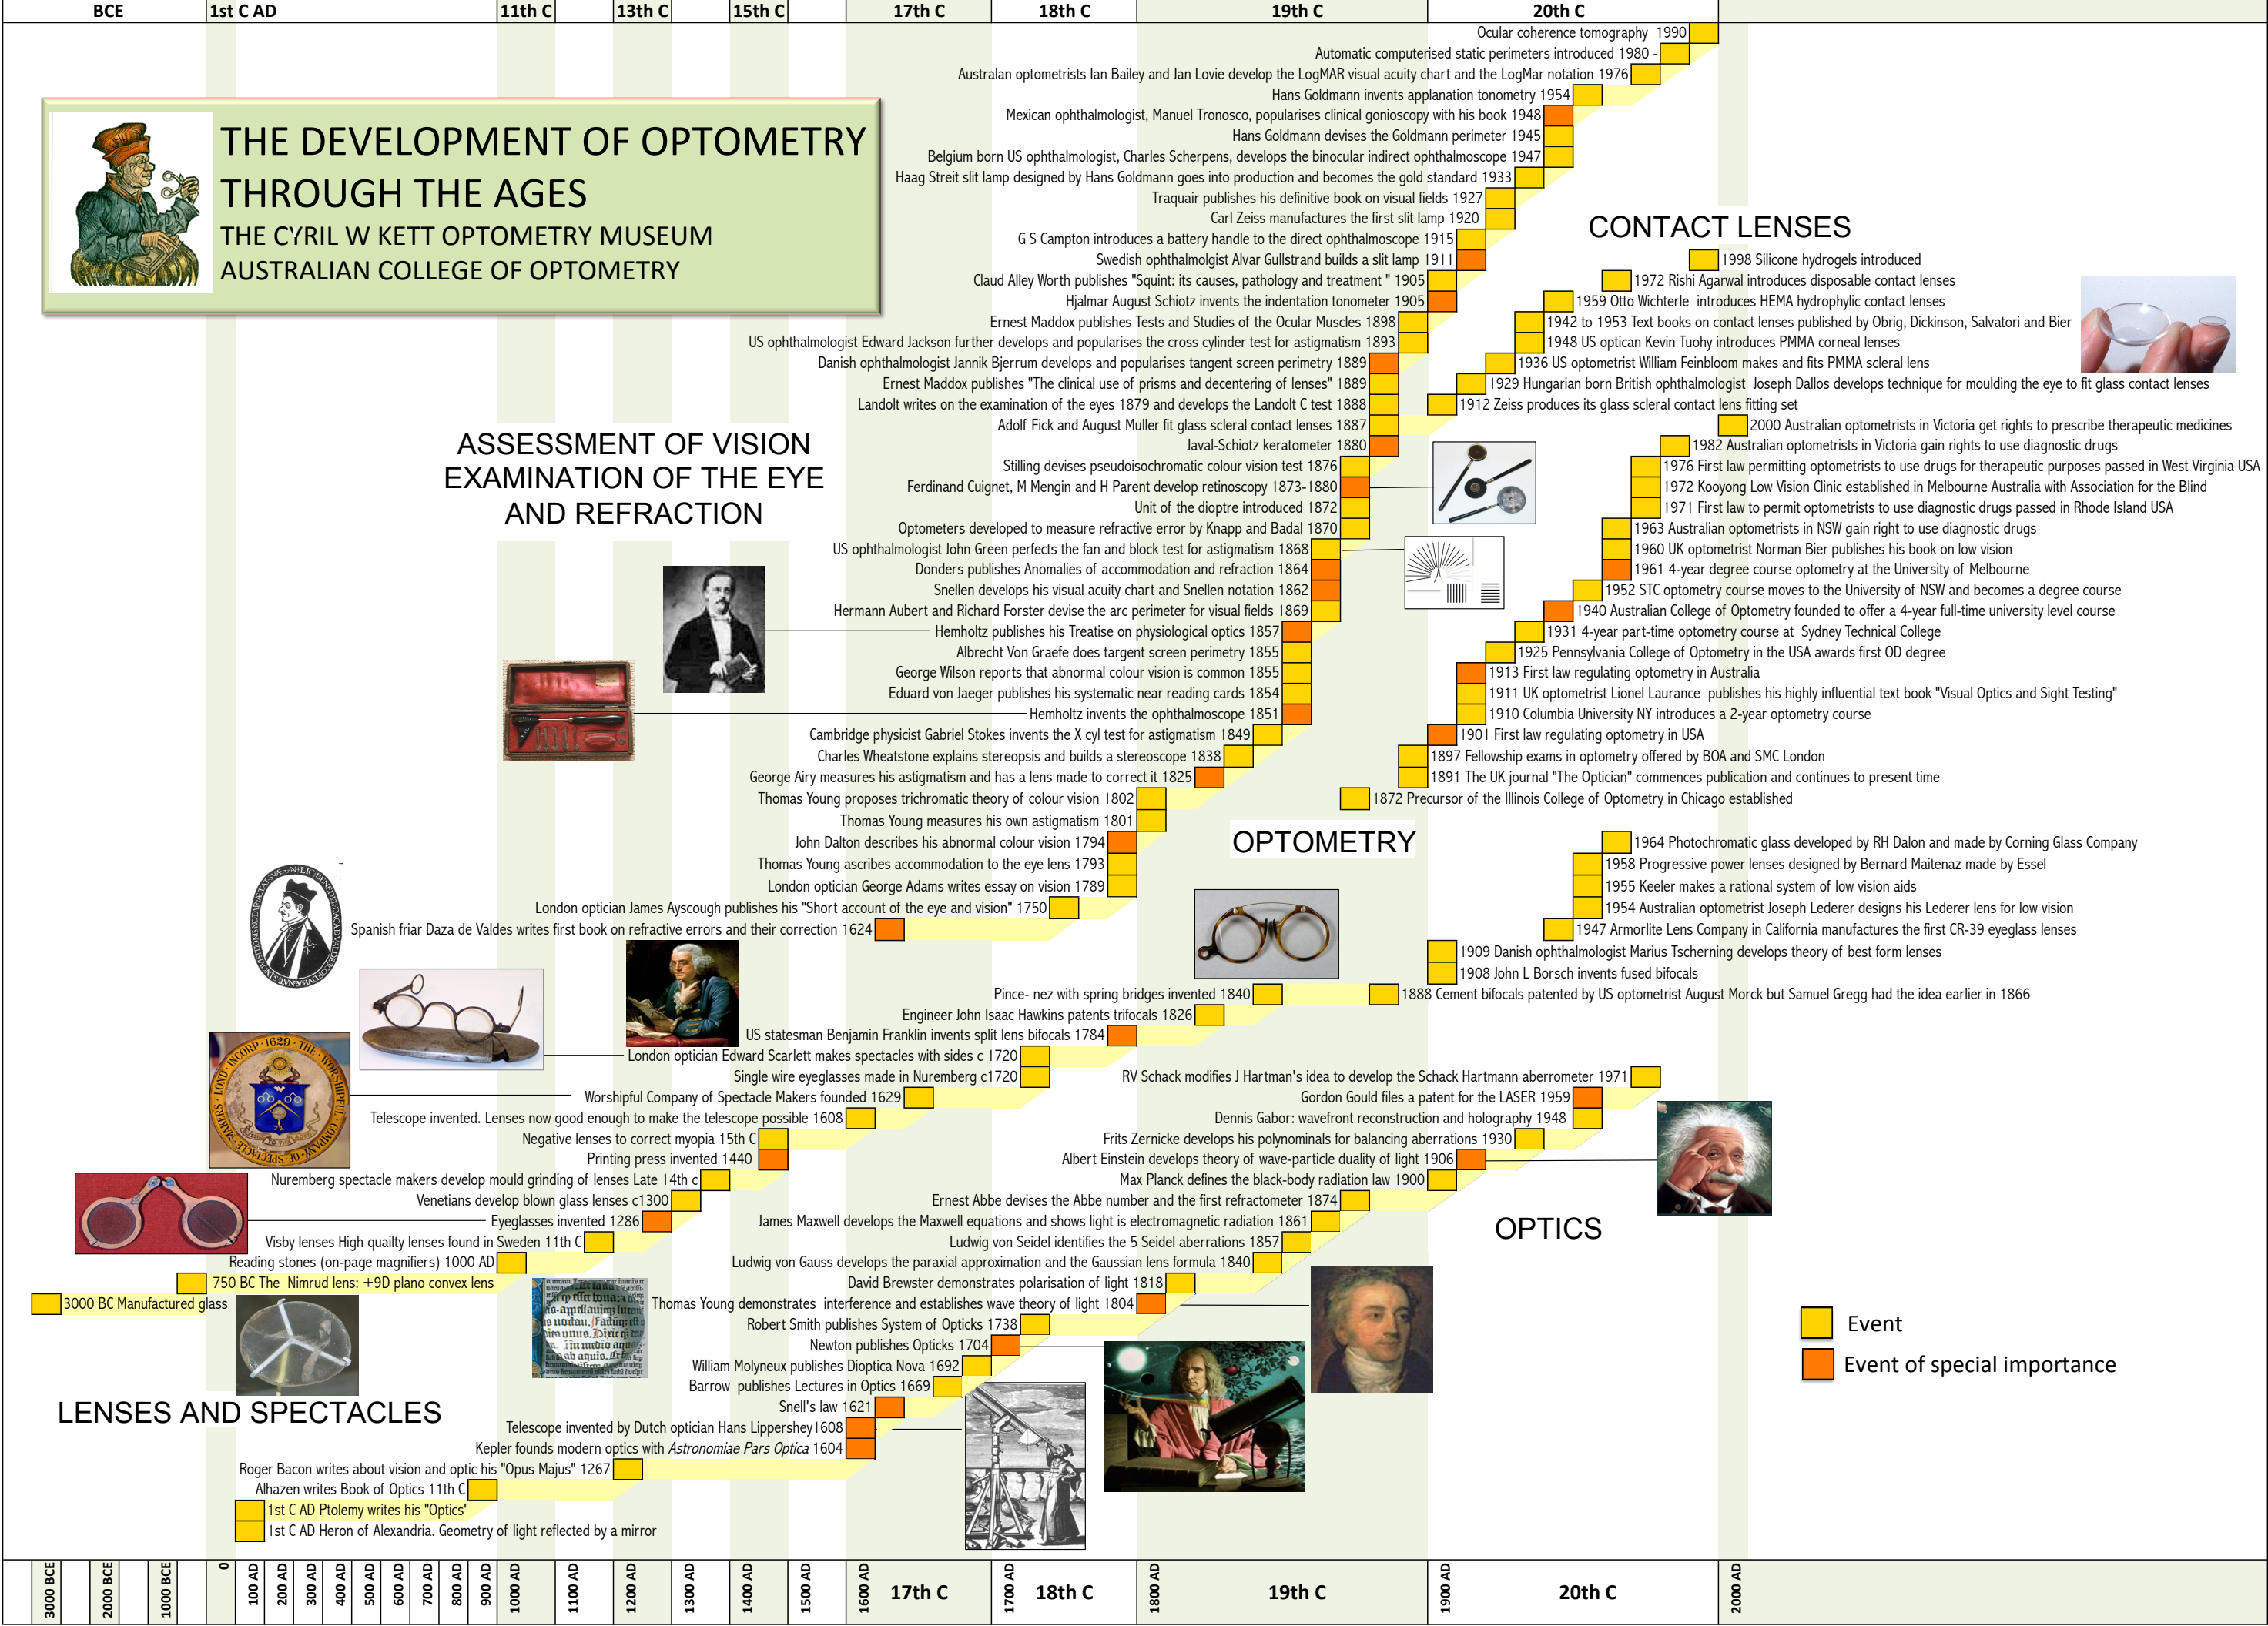 BCE
1st C AD
11th C
13th C
15th C
17th C
18th C
19th C
20th C
THE DEVELOPMENT OF OPTOMETRY
THROUGH THE AGES
THE CYRIL W KETT OPTOMETRY MUSEUM
AUSTRALIAN COLLEGE OF OPTOMETRY
ASSESSMENT OF VISION
EXAMINATION OF THE EYE
AND REFRACTION
Ocular coherence tomography 1990
Automatic computerised static perimeters introduced 1980 -
Australan optometrists Ian Bailey and Jan Lovie develop the LogMAR visual acuity chart and the LogMar notation 1976
Hans Goldmann invents applanation tonometry 1954
Mexican ophthalmologist, Manuel Tronosco, popularises clinical gonioscopy with his book 1948
Hans Goldmann devises the Goldmann perimeter 1945
Belgium born US ophthalmologist, Charles Scherpens, develops the binocular indirect ophthalmoscope 1947
Haag Streit slit lamp designed by Hans Goldmann goes into production and becomes the gold standard 1933
Traquair publishes his definitive book on visual fields 1927
Carl Zeiss manufactures the first slit lamp 1920
G S Campton introduces a battery handle to the direct ophthalmoscope 1915
Swedish ophthalmolgist Alvar Gullstrand builds a slit lamp 1911
Claud Alley Worth publishes "Squint: its causes, pathology and treatment " 1905
Hjalmar August Schiotz invents the indentation tonometer 1905
Ernest Maddox publishes Tests and Studies of the Ocular Muscles 1898
US ophthalmologist Edward Jackson further develops and popularises the cross cylinder test for astigmatism 1893
Danish ophthalmologist Jannik Bjerrum develops and popularises tangent screen perimetry 1889
Ernest Maddox publishes "The clinical use of prisms and decentering of lenses" 1889
Landolt writes on the examination of the eyes 1879 and develops the Landolt C test 1888
Adolf Fick and August Muller fit glass scleral contact lenses 1887
Javal-Schiotz keratometer 1880
Stilling devises pseudoisochromatic colour vision test 1876
Ferdinand Cuignet, M Mengin and H Parent develop retinoscopy 1873-1880
Unit of the dioptre introduced 1872
Optometers developed to measure refractive error by Knapp and Badal 1870
US ophthalmologist John Green perfects the fan and block test for astigmatism 1868
Donders publishes Anomalies of accommodation and refraction 1864
Snellen develops his visual acuity chart and Snellen notation 1862
Hermann Aubert and Richard Forster devise the arc perimeter for visual fields 1869
Hemholtz publishes his Treatise on physiological optics 1857
Albrecht Von Graefe does targent screen perimetry 1855
George Wilson reports that abnormal colour vision is common 1855
Eduard von Jaeger publishes his systematic near reading cards 1854
Hemholtz invents the ophthalmoscope 1851
Cambridge physicist Gabriel Stokes invents the X cyl test for astigmatism 1849
Charles Wheatstone explains stereopsis and builds a stereoscope 1838
George Airy measures his astigmatism and has a lens made to correct it 1825
Thomas Young proposes trichromatic theory of colour vision 1802
Thomas Young measures his own astigmatism 1801
John Dalton describes his abnormal colour vision 1794
Thomas Young ascribes accommodation to the eye lens 1793
London optician George Adams writes essay on vision 1789
London optician James Ayscough publishes his "Short account of the eye and vision" 1750
Spanish friar Daza de Valdes writes first book on refractive errors and their correction 1624
CONTACT LENSES
1998 Silicone hydrogels introduced
1972 Rishi Agarwal introduces disposable contact lenses
1959 Otto Wichterle introduces HEMA hydrophylic contact lenses
1942 to 1953 Text books on contact lenses published by Obrig, Dickinson, Salvatori and Bier
1948 US optican Kevin Tuohy introduces PMMA corneal lenses
1936 US optometrist William Feinbloom makes and fits PMMA scleral lens
1929 Hungarian born British ophthalmologist Joseph Dallos develops technique for moulding the eye to fit glass contact lenses
1912 Zeiss produces its glass scleral contact lens fitting set
2000 Australian optometrists in Victoria get rights to prescribe therapeutic medicines
1982 Australian optometrists in Victoria gain rights to use diagnostic drugs
1976 First law permitting optometrists to use drugs for therapeutic purposes passed in West Virginia USA
1972 Kooyong Low Vision Clinic established in Melbourne Australia with Association for the Blind
1971 First law to permit optometrists to use diagnostic drugs passed in Rhode Island USA
1963 Australian optometrists in NSW gain right to use diagnostic drugs
1960 UK optometrist Norman Bier publishes his book on low vision
1961 4-year degree course optometry at the University of Melbourne
1952 STC optometry course moves to the University of NSW and becomes a degree course
1940 Australian College of Optometry founded to offer a 4-year full-time university level course
1931 4-year part-time optometry course at Sydney Technical College
1925 Pennsylvania College of Optometry in the USA awards first OD degree
1913 First law regulating optometry in Australia
1911 UK optometrist Lionel Laurance publishes his highly influential text book "Visual Optics and Sight Testing"
1910 Columbia University NY introduces a 2-year optometry course
1901 First law regulating optometry in USA
1897 Fellowship exams in optometry offered by BOA and SMC London
1891 The UK journal "The Optician" commences publication and continues to present time
1872 Precursor of the Illinois College of Optometry in Chicago established
OPTOMETRY
1964 Photochromatic glass developed by RH Dalon and made by Corning Glass Company
1958 Progressive power lenses designed by Bernard Maitenaz made by Essel
1955 Keeler makes a rational system of low vision aids
1954 Australian optometrist Joseph Lederer designs his Lederer lens for low vision
1947 Armorlite Lens Company in California manufactures the first CR-39 eyeglass lenses
1909 Danish ophthalmologist Marius Tscherning develops theory of best form lenses
1908 John L Borsch invents fused bifocals
1888 Cement bifocals patented by US optometrist August Morck but Samuel Gregg had the idea earlier in 1866
Pince- nez with spring bridges invented 1840
Engineer John Isaac Hawkins patents trifocals 1826
US statesman Benjamin Franklin invents split lens bifocals 1784
London optician Edward Scarlett makes spectacles with sides c 1720
Single wire eyeglasses made in Nuremberg c1720
Worshipful Company of Spectacle Makers founded 1629
Telescope invented. Lenses now good enough to make the telescope possible 1608
Negative lenses to correct myopia 15th C
Printing press invented 1440
Nuremberg spectacle makers develop mould grinding of lenses Late 14th c
Venetians develop blown glass lenses c1300
Eyeglasses invented 1286
Visby lenses High quailty lenses found in Sweden 11th C
Reading stones (on-page magnifiers) 1000 AD
750 BC The Nimrud lens: +9D plano convex lens
3000 BC Manufactured glass
LENSES AND SPECTACLES
RV Schack modifies J Hartman's idea to develop the Schack Hartmann aberrometer 1971
Gordon Gould files a patent for the LASER 1959
Dennis Gabor: wavefront reconstruction and holography 1948
Frits Zernicke develops his polynominals for balancing aberrations 1930
Albert Einstein develops theory of wave-particle duality of light 1906
Max Planck defines the black-body radiation law 1900
Ernest Abbe devises the Abbe number and the first refractometer 1874
James Maxwell develops the Maxwell equations and shows light is electromagnetic radiation 1861
Ludwig von Seidel identifies the 5 Seidel aberrations 1857
Ludwig von Gauss develops the paraxial approximation and the Gaussian lens formula 1840
David Brewster demonstrates polarisation of light 1818
Thomas Young demonstrates interference and establishes wave theory of light 1804
Robert Smith publishes System of Opticks 1738
Newton publishes Opticks 1704
William Molyneux publishes Dioptica Nova 1692
Barrow publishes Lectures in Optics 1669
Snell's law 1621
Telescope invented by Dutch optician Hans Lippershey1608
Kepler founds modern optics with Astronomiae Pars Optica 1604
Roger Bacon writes about vision and optic his "Opus Majus" 1267
Alhazen writes Book of Optics 11th C
1st C AD Ptolemy writes his "Optics"
1st C AD Heron of Alexandria. Geometry of light reflected by a mirror
OPTICS
Event
Event of special importance
3000 BCE
2000 BCE
1000 BCE
0
100 AD
200 AD
300 AD
400 AD
500 AD
600 AD
700 AD
800 AD
900 AD
1000 AD
1100 AD
1200 AD
1300 AD
1400 AD
1500 AD
1600 AD
17th C
1700 AD
18th C
1800 AD
19th C
1900 AD
20th C
2000 AD